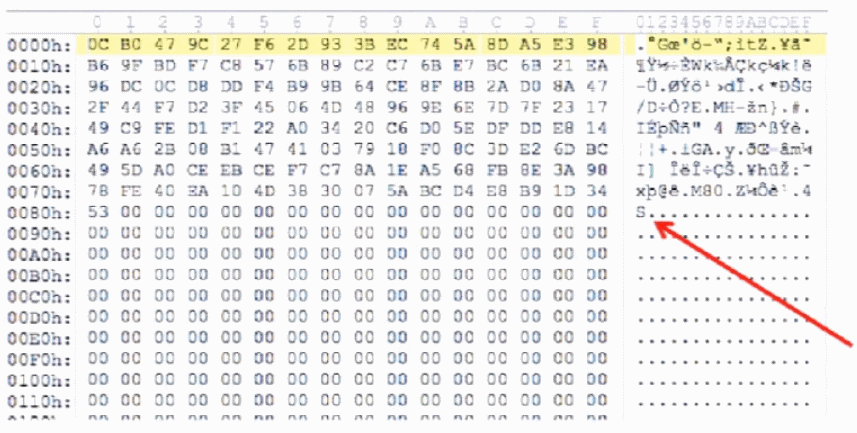 0 1 2 3 4 5 6 7 8 9 A B C D E F 0123456789ABCDEF
0000h: 0C B0 47 9C 27 F6 2D 93 3B EC 74 5A 8D A5 E3 98
0010h: B6 9F BD F7 C8 57 6B 89 C2 C7 6B E7 BC 6B 21 EA
0020h: 96 DC 0C D8 DD F4 B9 9B 64 CE 8F 8B 2A D0 8A 47
0030h: 2F 44 F7 D2 3F 45 06 4D 48 96 9E 6E 7D 7F 23 17
0040h: 49 C9 FE D1 F1 22 A0 34 20 C6 D0 5E DF DD E8 14
0050h: A6 A6 2B 08 B1 47 41 03 79 18 F0 8C 3D E2 6D BC
0060h: 49 5D A0 CE EB CE F7 C7 8A 1E A5 68 FB 8E 3A 98
0070h: 78 FE 40 EA 10 4D 38 30 07 5A BC D4 E8 B9 1D 34
0080h: 53 00 00 00 00 00 00 00 00 00 00 00 00 00 00 00 S...............
0090h: 00 00 00 00 00 00 00 00 00 00 00 00 00 00 00 00 ................
00A0h: 00 00 00 00 00 00 00 00 00 00 00 00 00 00 00 00 ................
00B0h: 00 00 00 00 00 00 00 00 00 00 00 00 00 00 00 00 ................
00C0h: 00 00 00 00 00 00 00 00 00 00 00 00 00 00 00 00 ................
00D0h: 00 00 00 00 00 00 00 00 00 00 00 00 00 00 00 00 ................
00E0h: 00 00 00 00 00 00 00 00 00 00 00 00 00 00 00 00 ................
00F0h: 00 00 00 00 00 00 00 00 00 00 00 00 00 00 00 00 ................
0100h: 00 00 00 00 00 00 00 00 00 00 00 00 00 00 00 00 ................
0110h: 00 00 00 00 00 00 00 00 00 00 00 00 00 00 00 00 ................